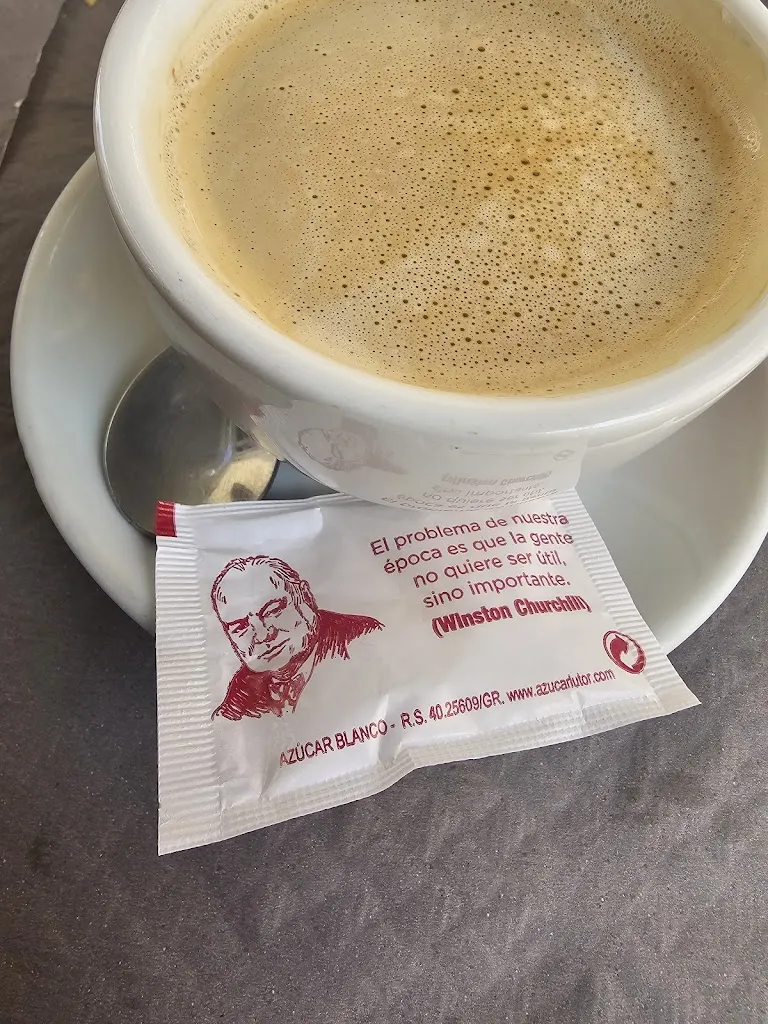 El problema de nuestra
época es que la gente
no quiere ser útil,
sino importante.
(Winston Churchill)
AZÚCAR BLANCO - R.S. 40.25609/GR. www.azucarlutor.com